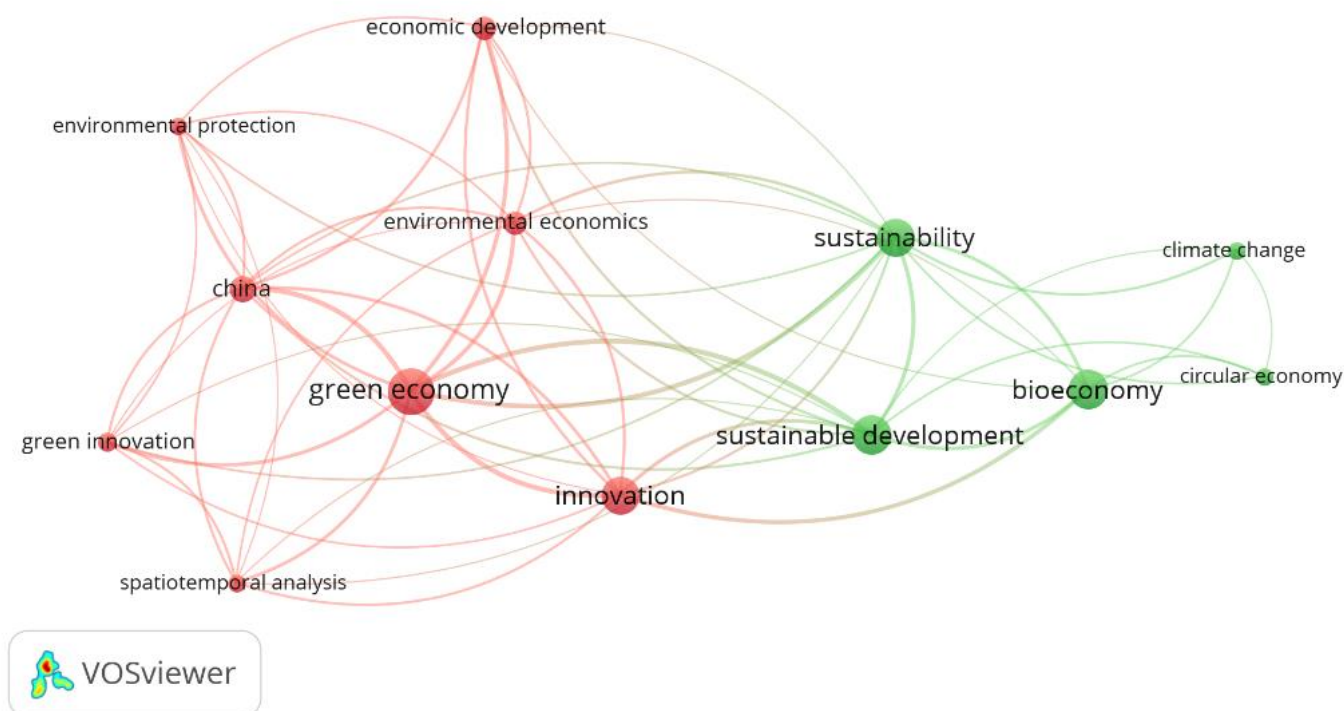 economic development
environmental protection
environmental economics
sustainability
climate change
china
green economy
bioeconomy
circular economy
green innovation
sustainable development
innovation
spatiotemporal analysis
VOSviewer